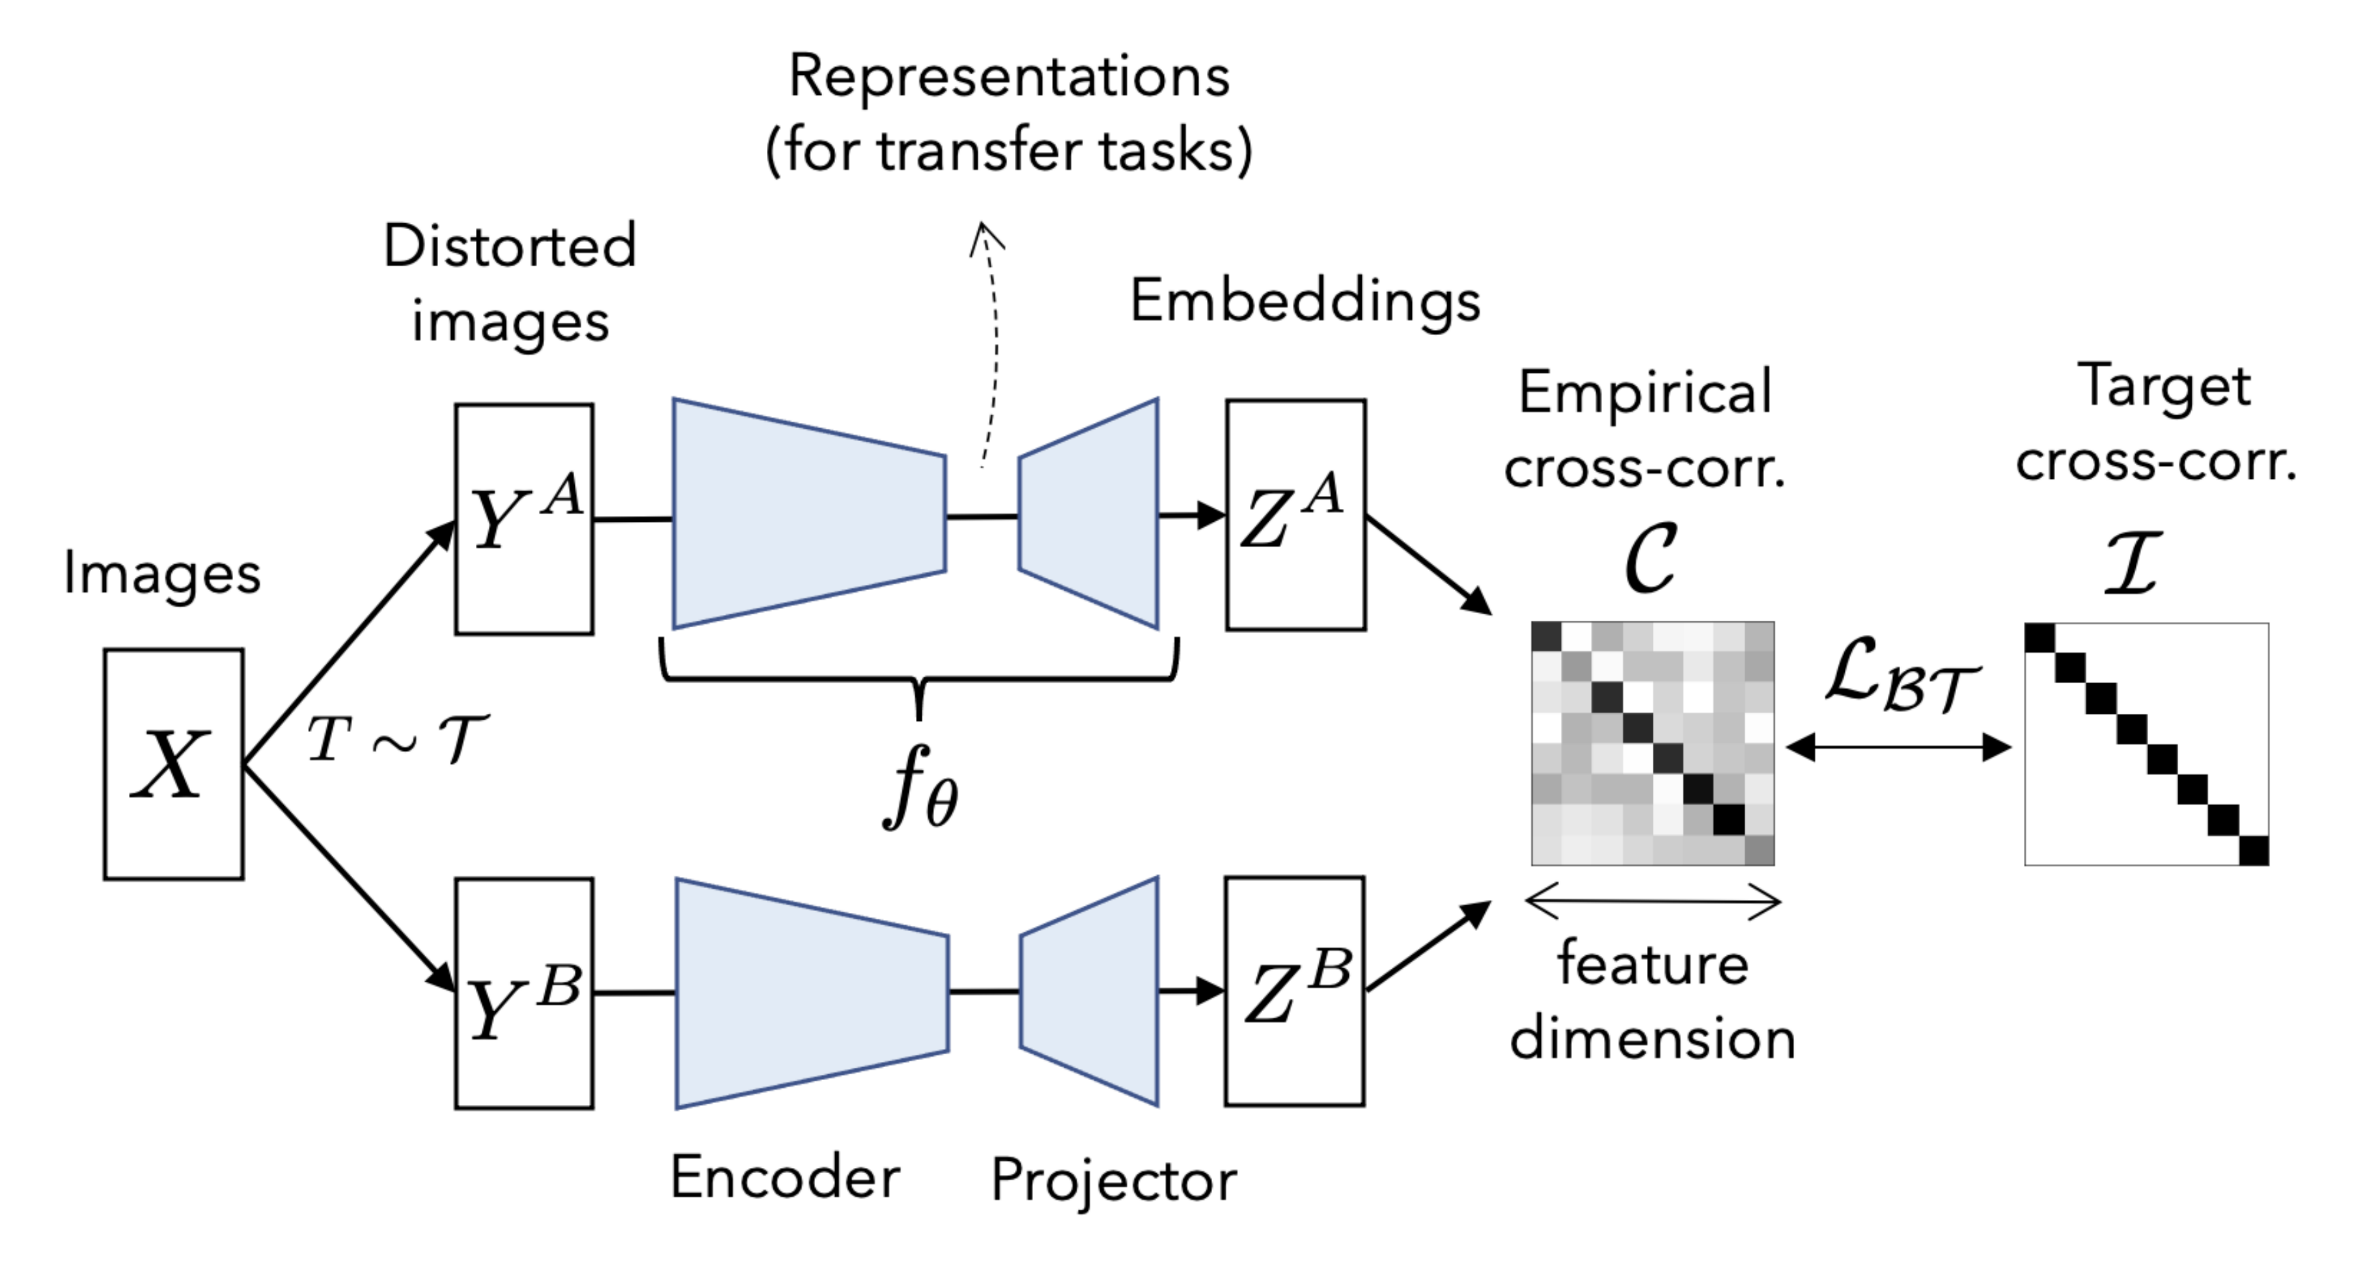 Representations
(for transfer tasks)
Distorted
images
Embeddings
Empirical
cross-corr.
Target
cross-corr.
Images
Y^A
Z^A
𝒞
ℐ
X
T ~ 𝒯
f_θ
ℒ_ℬ𝒯
Y^B
Z^B
feature
dimension
Encoder
Projector